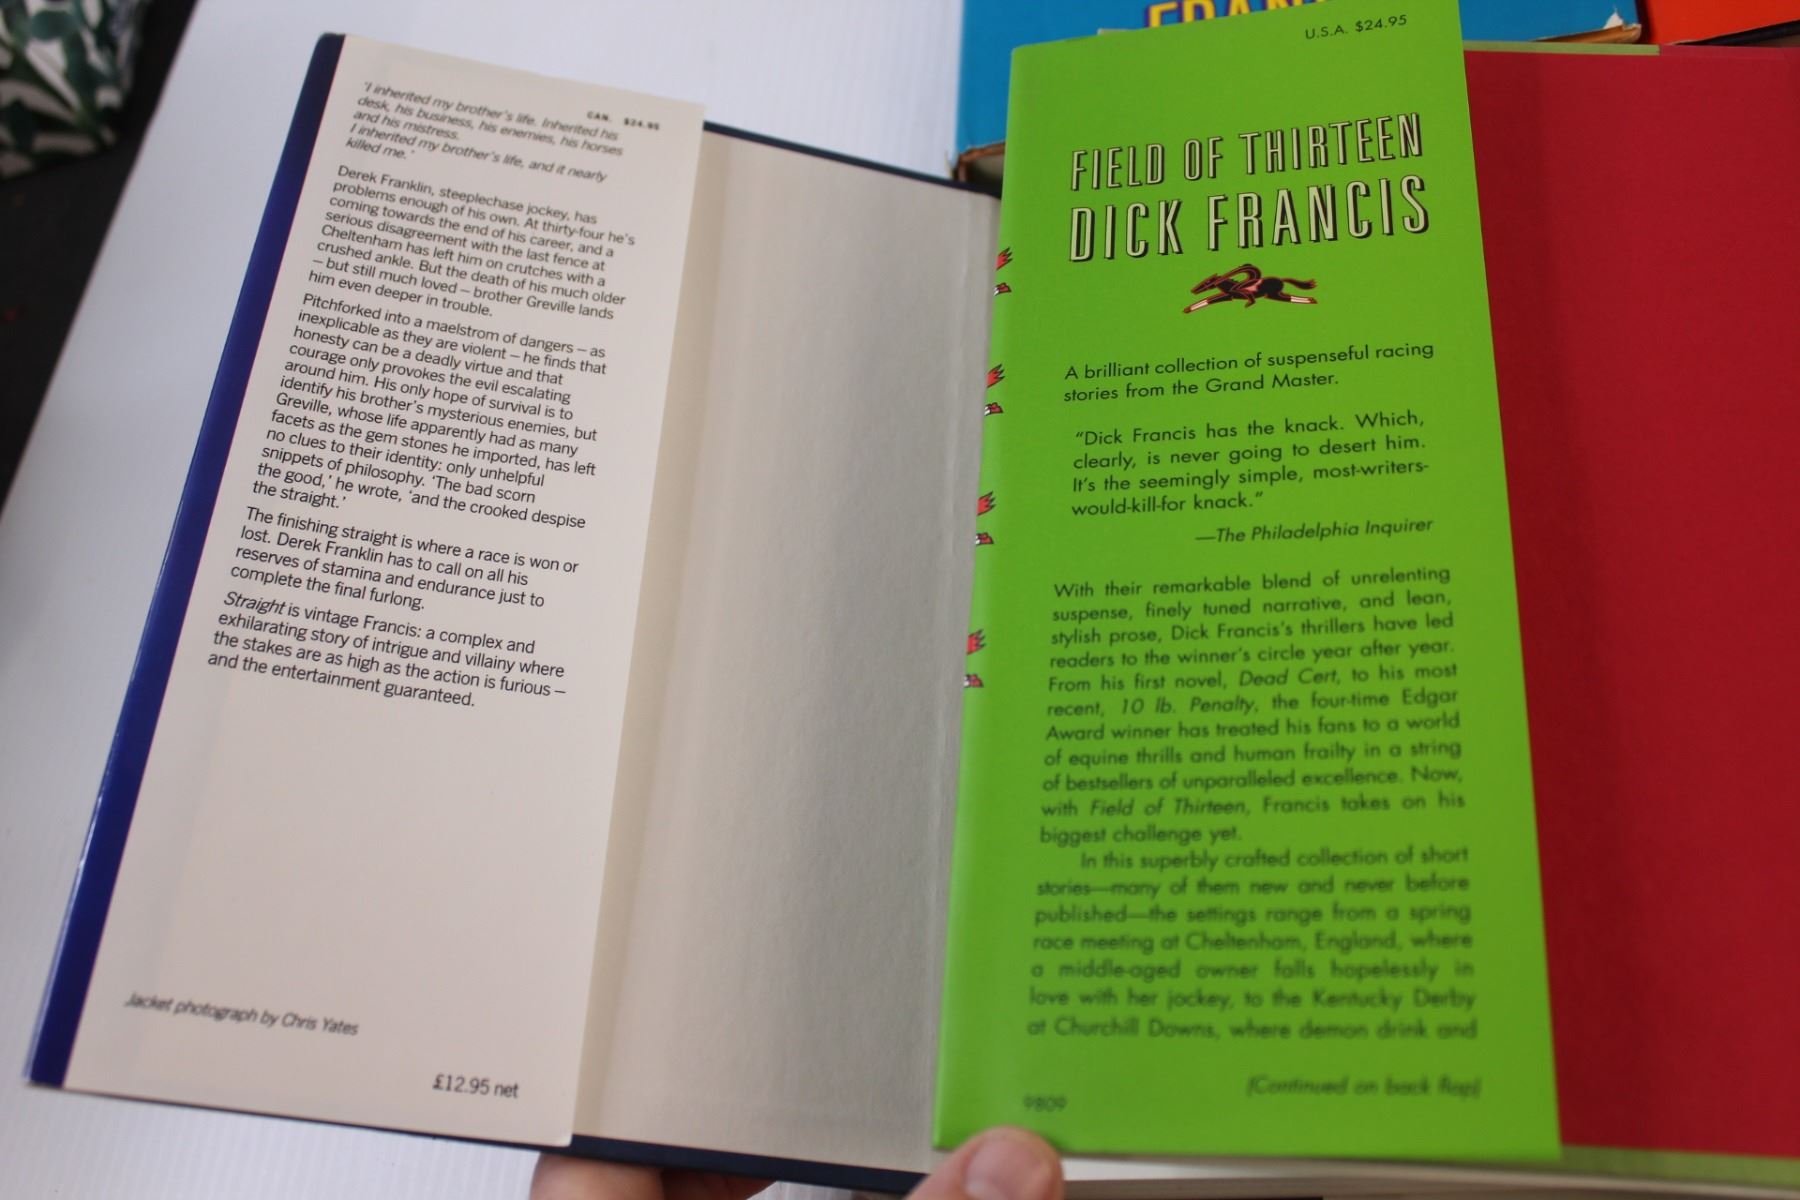 'I inherited my brother's life. Inherited his
desk, his business, his enemies, his horses
and his mistress.
I inherited my brother's life, and it nearly
killed me.'
CAN. $24.95
Derek Franklin, steeplechase jockey, has
problems enough of his own. At thirty-four he's
coming towards the end of his career, and a
serious disagreement with the last fence at
Cheltenham has left him on crutches with a
crushed ankle. But the death of his much older
– but still much loved – brother Greville lands
him even deeper in trouble.
Pitchforked into a maelstrom of dangers – as
inexplicable as they are violent – he finds that
honesty can be a deadly virtue and that
courage only provokes the evil escalating
around him. His only hope of survival is to
identify his brother's mysterious enemies, but
Greville, whose life apparently had as many
facets as the gem stones he imported, has left
no clues to their identity: only unhelpful
snippets of philosophy. 'The bad scorn
the good,' he wrote, 'and the crooked despise
the straight.'
The finishing straight is where a race is won or
lost. Derek Franklin has to call on all his
reserves of stamina and endurance just to
complete the final furlong.
Straight is vintage Francis: a complex and
exhilarating story of intrigue and villainy where
the stakes are as high as the action is furious –
and the entertainment guaranteed.
Jacket photograph by Chris Yates
£12.95 net
U.S.A. $24.95
FIELD OF THIRTEEN
DICK FRANCIS
A brilliant collection of suspenseful racing
stories from the Grand Master.
"Dick Francis has the knack. Which,
clearly, is never going to desert him.
It's the seemingly simple, most-writers-
would-kill-for knack."
—The Philadelphia Inquirer
With their remarkable blend of unrelenting
suspense, finely tuned narrative, and lean,
stylish prose, Dick Francis's thrillers have led
readers to the winner's circle year after year.
From his first novel, Dead Cert, to his most
recent, 10 lb. Penalty, the four-time Edgar
Award winner has treated his fans to a world
of equine thrills and human frailty in a string
of bestsellers of unparalleled excellence. Now,
with Field of Thirteen, Francis takes on his
biggest challenge yet.
In this superbly crafted collection of short
stories—many of them new and never before
published—the settings range from a spring
race meeting at Cheltenham, England, where
a middle-aged owner falls hopelessly in
love with her jockey, to the Kentucky Derby
at Churchill Downs, where demon drink and
(Continued on back flap)
9809